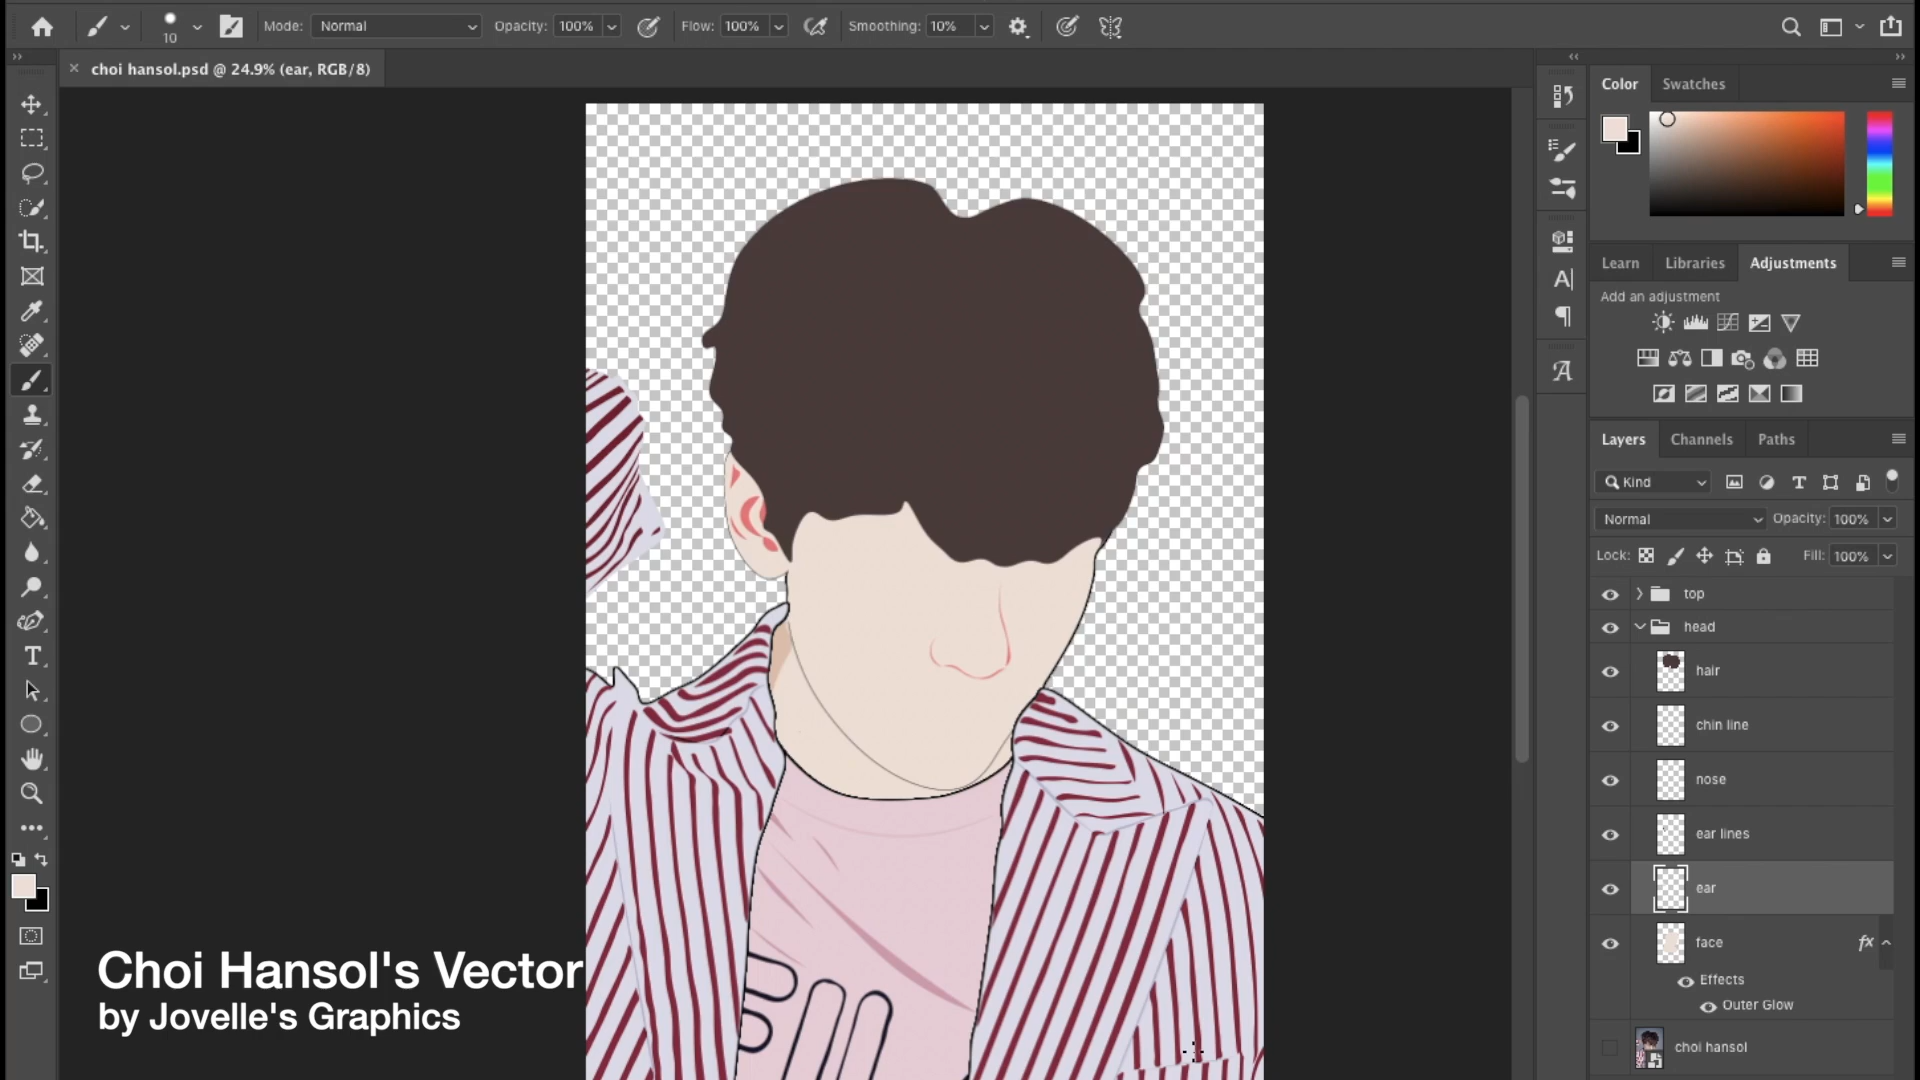 10
Mode: Normal
Opacity: 100%
Flow: 100%
Smoothing: 10%
choi hansol.psd @ 24.9% (ear, RGB/8)
Color
Swatches
Learn
Libraries
Adjustments
Add an adjustment
Layers
Channels
Paths
Kind
Normal
Opacity: 100%
Lock:
Fill: 100%
top
head
hair
chin line
nose
ear lines
ear
face
fx
Effects
Outer Glow
choi hansol
Choi Hansol's Vector
by Jovelle's Graphics